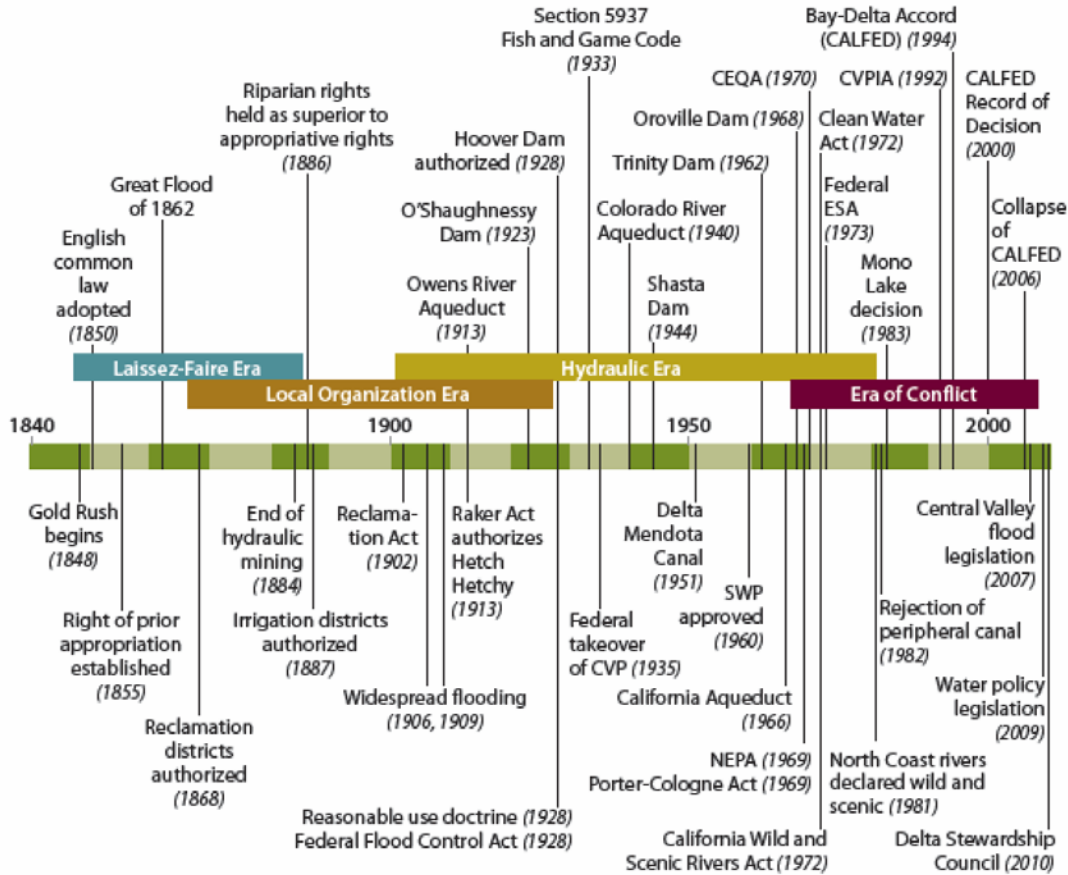 Section 5937
Fish and Game Code
(1933)
Bay-Delta Accord
(CALFED) (1994)
CEQA (1970)
CVPIA (1992)
CALFED
Record of
Decision
(2000)
Riparian rights
held as superior to
appropriative rights
(1886)
Hoover Dam
authorized (1928)
Oroville Dam (1968)
Clean Water
Act (1972)
Trinity Dam (1962)
Great Flood
of 1862
O'Shaughnessy
Dam (1923)
Colorado River
Aqueduct (1940)
Federal
ESA
(1973)
Collapse
of
CALFED
(2006)
English
common
law
adopted
(1850)
Owens River
Aqueduct
(1913)
Shasta
Dam
(1944)
Mono
Lake
decision
(1983)
Laissez-Faire Era
Hydraulic Era
Local Organization Era
Era of Conflict
1840
1900
1950
2000
Gold Rush
begins
(1848)
End of
hydraulic
mining
(1884)
Reclama-
tion Act
(1902)
Raker Act
authorizes
Hetch
Hetchy
(1913)
Delta
Mendota
Canal
(1951)
Central Valley
flood
legislation
(2007)
Right of prior
appropriation
established
(1855)
Irrigation districts
authorized
(1887)
Federal
takeover
of CVP (1935)
SWP
approved
(1960)
Rejection of
peripheral canal
(1982)
Widespread flooding
(1906, 1909)
California Aqueduct
(1966)
Water policy
legislation
(2009)
Reclamation
districts
authorized
(1868)
NEPA (1969)
Porter-Cologne Act (1969)
North Coast rivers
declared wild and
scenic (1981)
Reasonable use doctrine (1928)
Federal Flood Control Act (1928)
California Wild and
Scenic Rivers Act (1972)
Delta Stewardship
Council (2010)